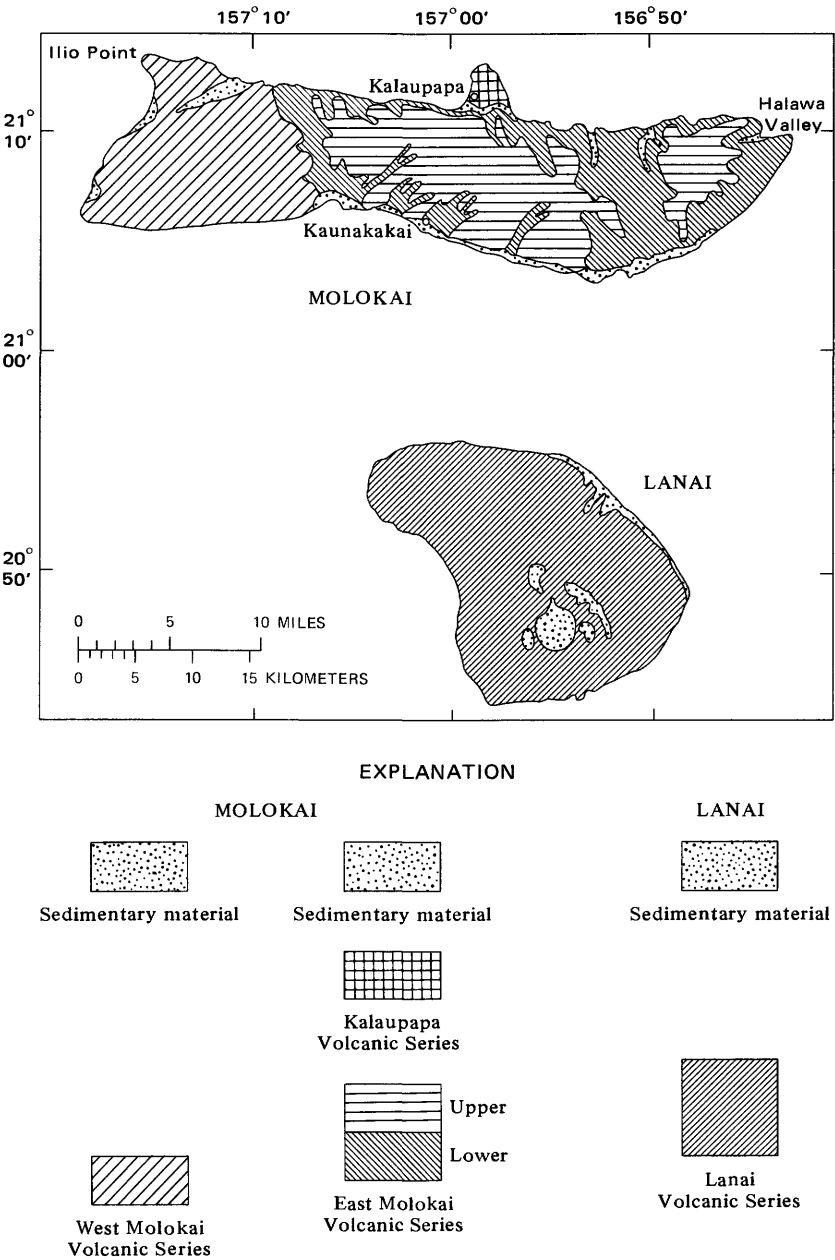 157°10′ 157°00′ 156°50′
Ilio Point
Kalaupapa
Halawa
Valley
21°
10′
Kaunakakai
MOLOKAI
21°
00′
LANAI
20°
50′
0 5 10 MILES
0 5 10 15 KILOMETERS
EXPLANATION
MOLOKAI LANAI
Sedimentary material Sedimentary material Sedimentary material
Kalaupapa
Volcanic Series
Upper
Lower
East Molokai
Volcanic Series
Lanai
Volcanic Series
West Molokai
Volcanic Series